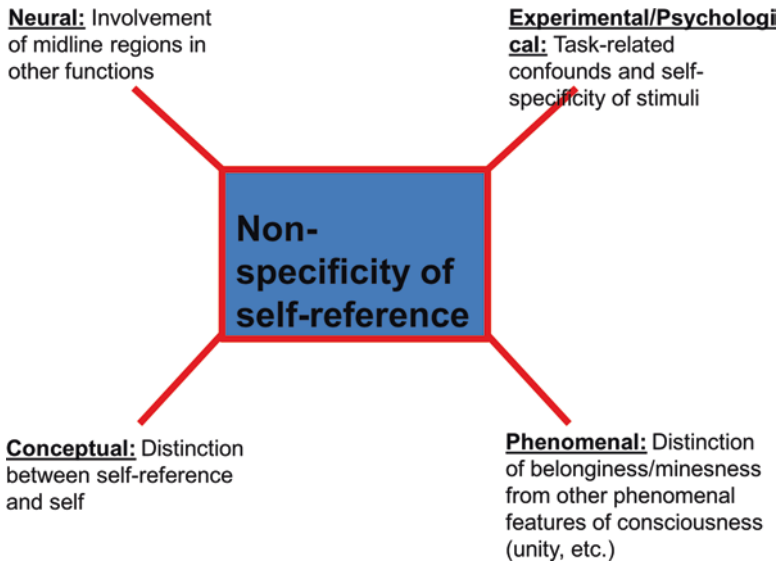 Neural: Involvement
of midline regions in
other functions
Experimental/Psychologi
cal: Task-related
confounds and self-
specificity of stimuli
Non-
specificity of
self-reference
Conceptual: Distinction
between self-reference
and self
Phenomenal: Distinction
of belonginess/minesness
from other phenomenal
features of consciousness
(unity, etc.)